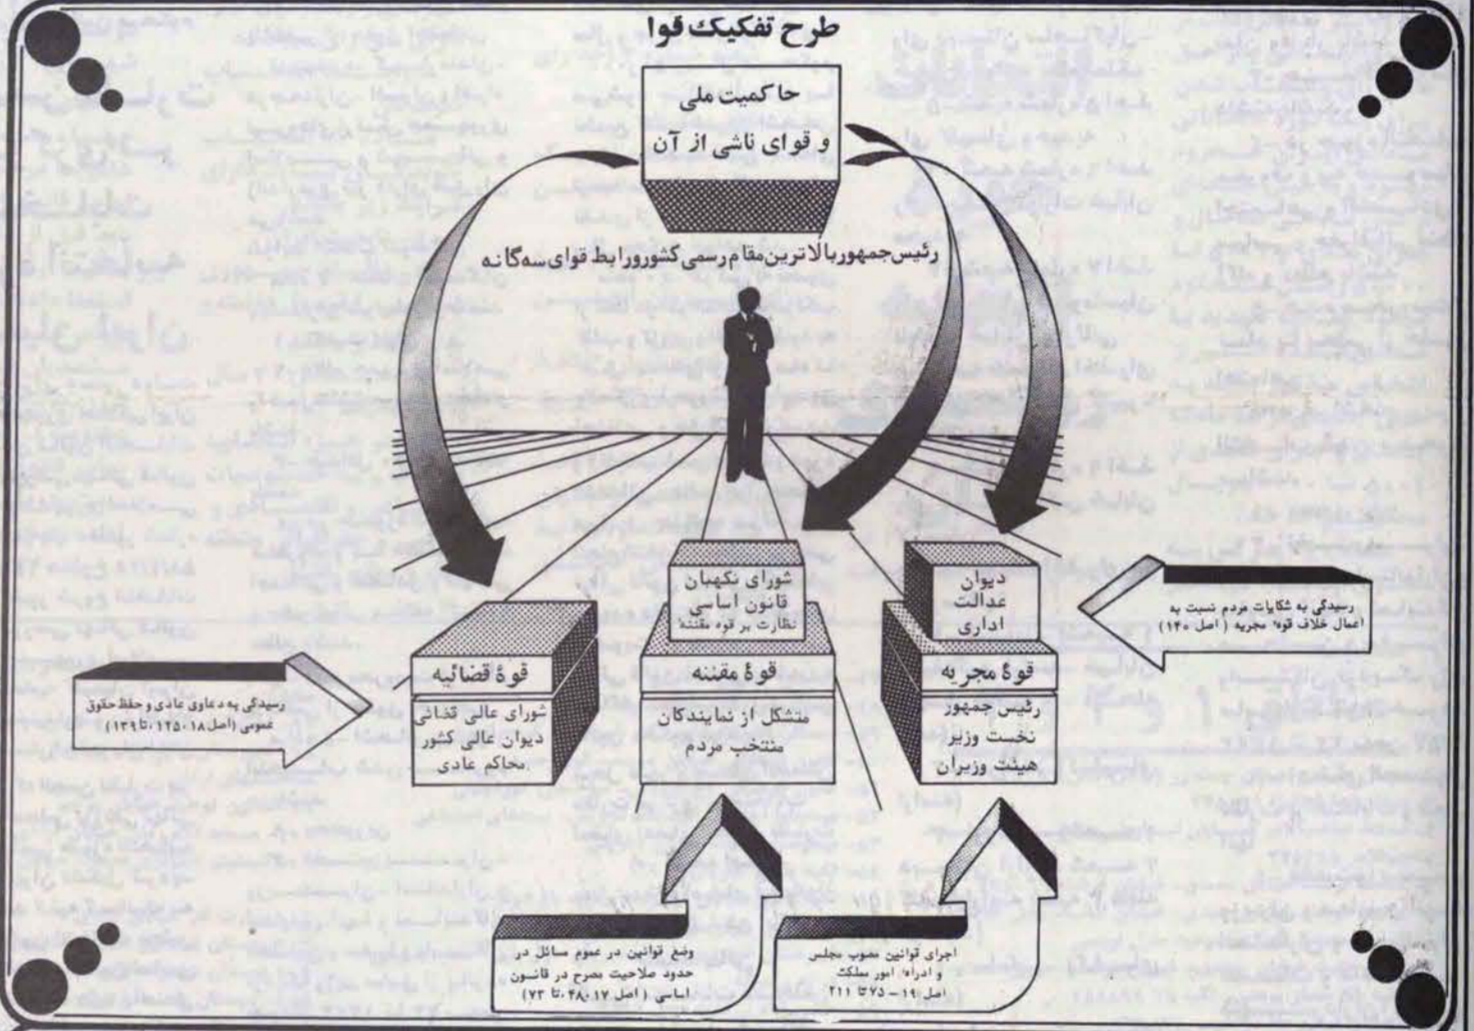 طرح تفکیک قوا
حاکمیت ملی
و قوای ناشی از آن
رئیس‌جمهور بالاترین مقام رسمی کشور و رابط قوای سه‌گانه
شورای نگهبان
قانون اساسی
نظارت بر قوه مقننه
قوهٔ مقننه
متشکل از نمایندگان
منتخب مردم
دیوان
عدالت
اداری
قوهٔ مجریه
رئیس جمهور
نخست وزیر
هیئت وزیران
قوهٔ قضائیه
شورای عالی قضائی
دیوان عالی کشور
محاکم عادی
رسیدگی به شکایات مردم نسبت به
اعمال خلاف قوه مجریه ( اصل ۱۴۰)
رسیدگی به دعاوی عادی و حفظ حقوق
عمومی (اصل ۱۸، ۱۲۵ تا ۱۳۹)
وضع قوانین در عموم مسائل در
حدود صلاحیت مصرح در قانون
اساسی ( اصل ۱۷، ۴۸ تا ۷۳)
اجرای قوانین مصوب مجلس
و اداره امور مملکت
اصل ۱۹ – ۷۵ تا